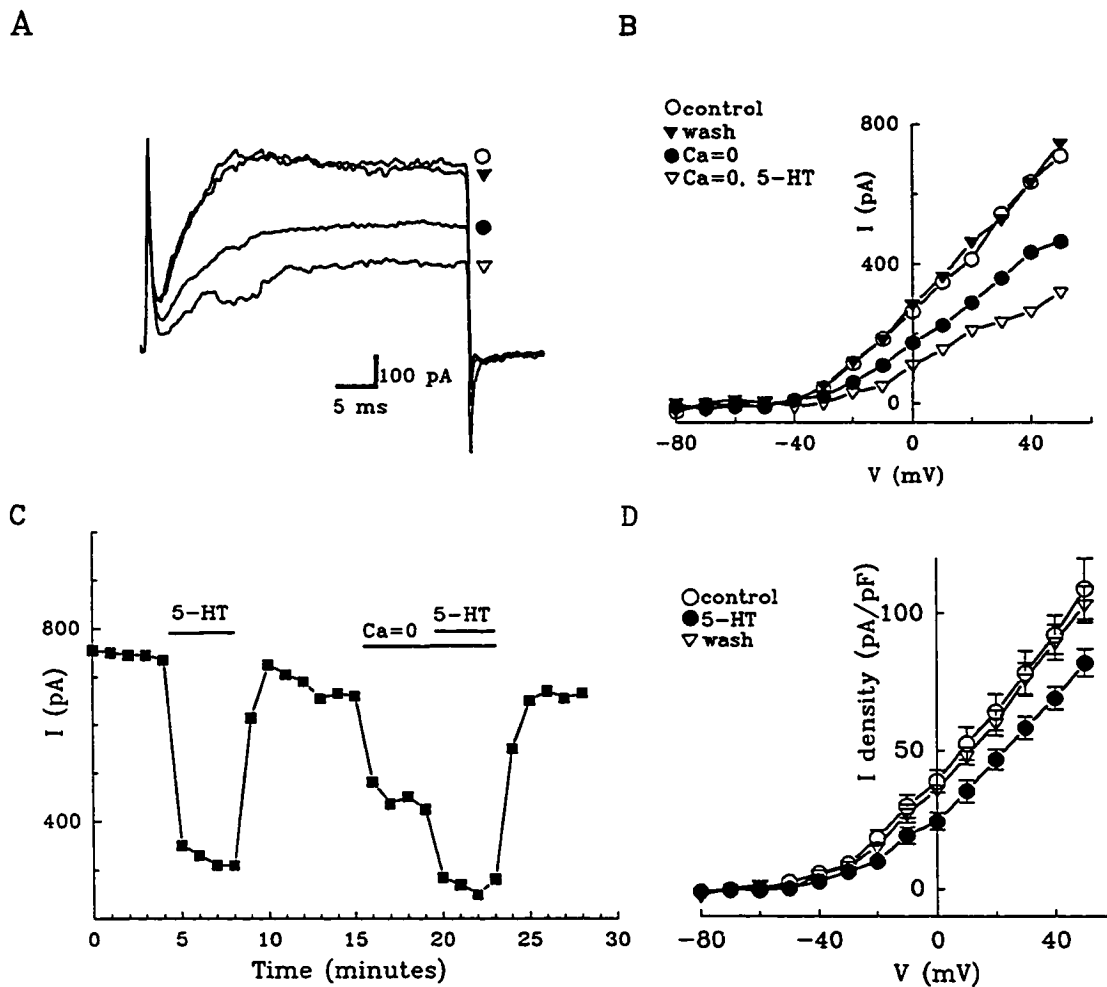 A
100 pA
5 ms
B
control
wash
Ca=0
Ca=0, 5-HT
I (pA)
800
400
0
-80
-40
0
40
V (mV)
C
5-HT
Ca=0
5-HT
I (pA)
800
400
0
5
10
15
20
25
30
Time (minutes)
D
control
5-HT
wash
I density (pA/pF)
100
50
0
-80
-40
0
40
V (mV)